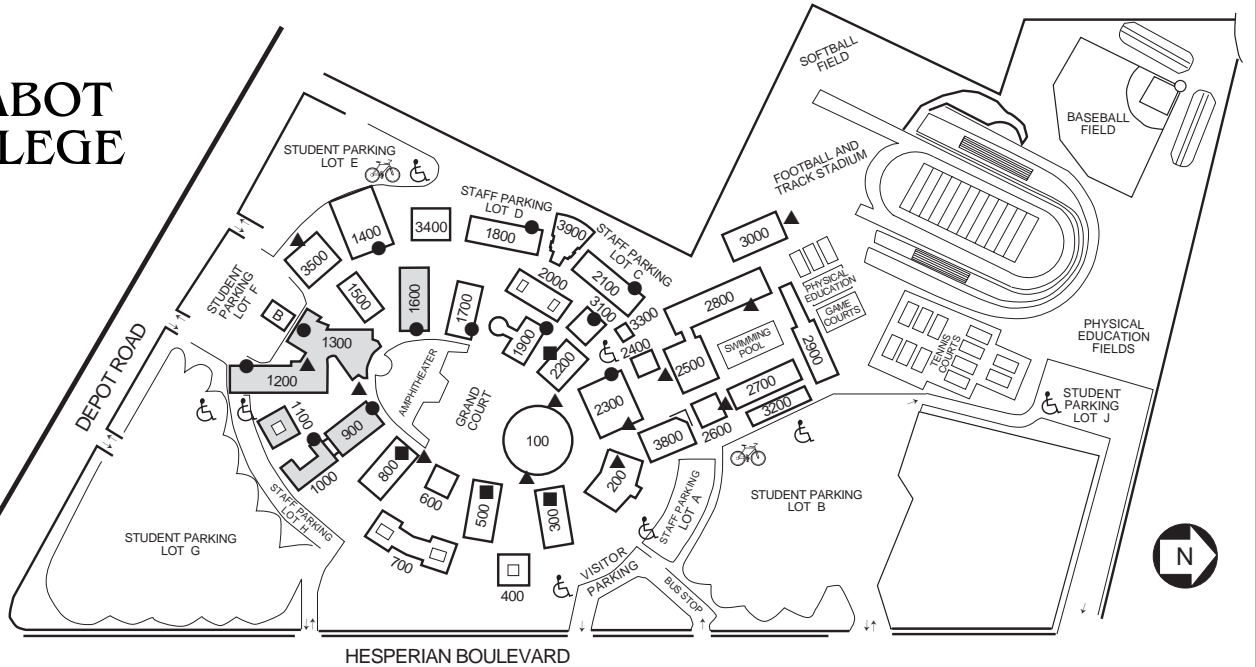 ABOT
LEGE
SOFTBALL
FIELD
BASEBALL
FIELD
FOOTBALL AND
TRACK STADIUM
STUDENT PARKING
LOT E
STAFF PARKING
LOT D
STAFF PARKING
LOT C
STUDENT
PARKING
LOT F
DEPOT ROAD
3500
1400
3400
1800
3900
2000
2100
3100
3300
2400
3000
2800
2900
PHYSICAL
EDUCATION
GAME
COURTS
SWIMMING
POOL
TENNIS
COURTS
PHYSICAL
EDUCATION
FIELDS
STUDENT
PARKING
LOT J
B
1500
1600
1700
1900
2200
1300
1200
1100
1000
900
AMPHITHEATER
GRAND
COURT
100
2300
2500
2700
3200
2600
3800
200
800
600
500
300
700
400
STAFF PARKING
LOT H
STAFF PARKING
LOT A
STUDENT PARKING
LOT B
STUDENT PARKING
LOT G
VISITOR
PARKING
BUS STOP
N
HESPERIAN BOULEVARD